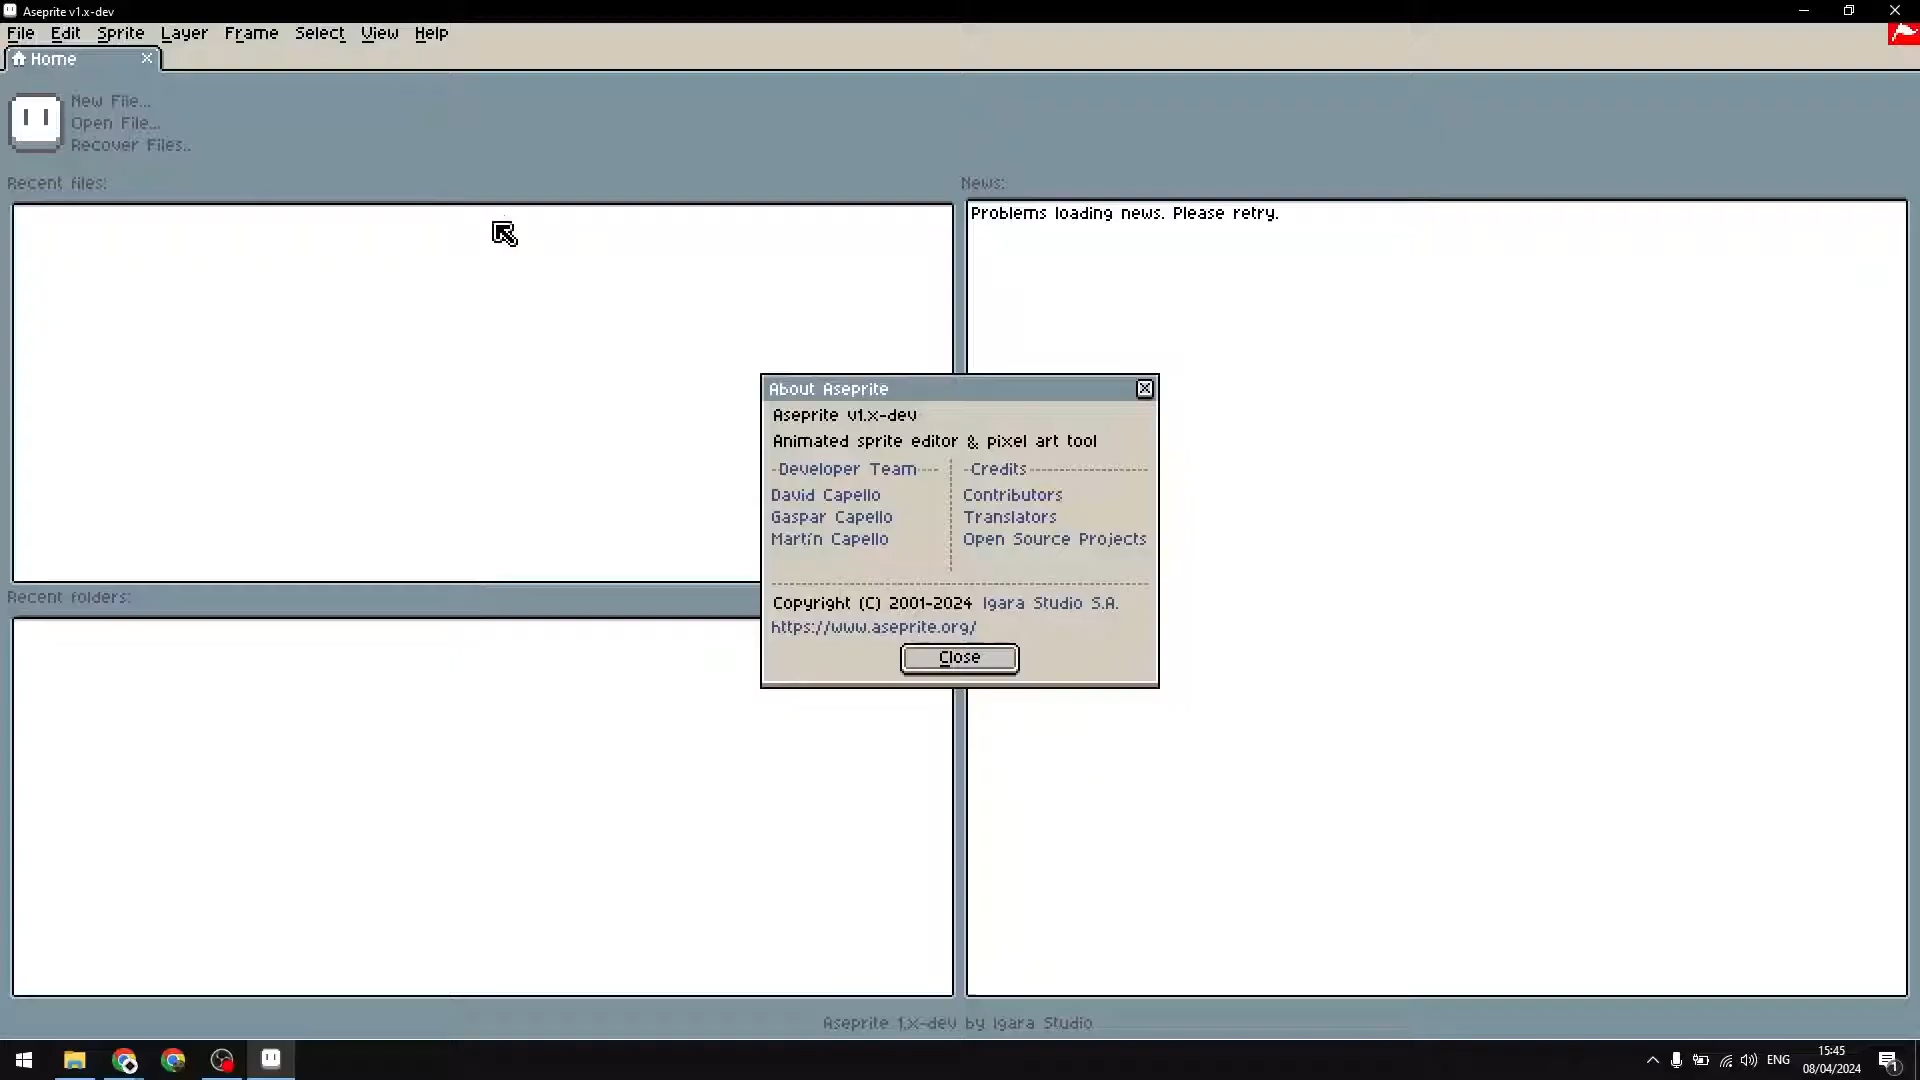 Aseprite v1.x-dev
File Edit Sprite Layer Frame Select View Help
Home
New File...
Open File...
Recover Files..
Recent files:
News:
Problems loading news. Please retry.
About Aseprite
Aseprite v1.x-dev
Animated sprite editor & pixel art tool
Developer Team
Credits
David Capello
Contributors
Gaspar Capello
Translators
Martín Capello
Open Source Projects
Recent folders:
Copyright (C) 2001-2024 Igara Studio S.A.
https://www.aseprite.org/
Close
Aseprite 1.x-dev by Igara Studio
ENG
15:45
08/04/2024
1